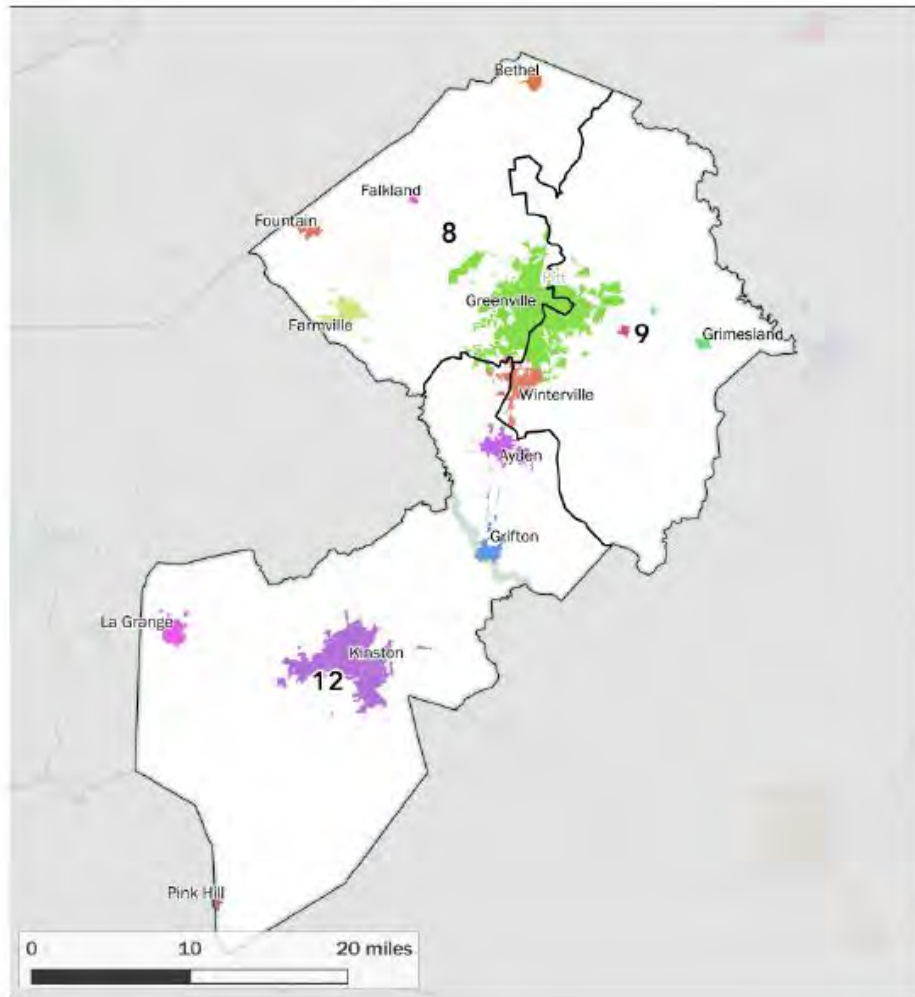 Bethel
Falkland
Fountain
8
Pitt
Greenville
Farmville
9
Grimesland
Winterville
Ayden
Grifton
La Grange
Kinston
12
Pink Hill
0 10 20 miles